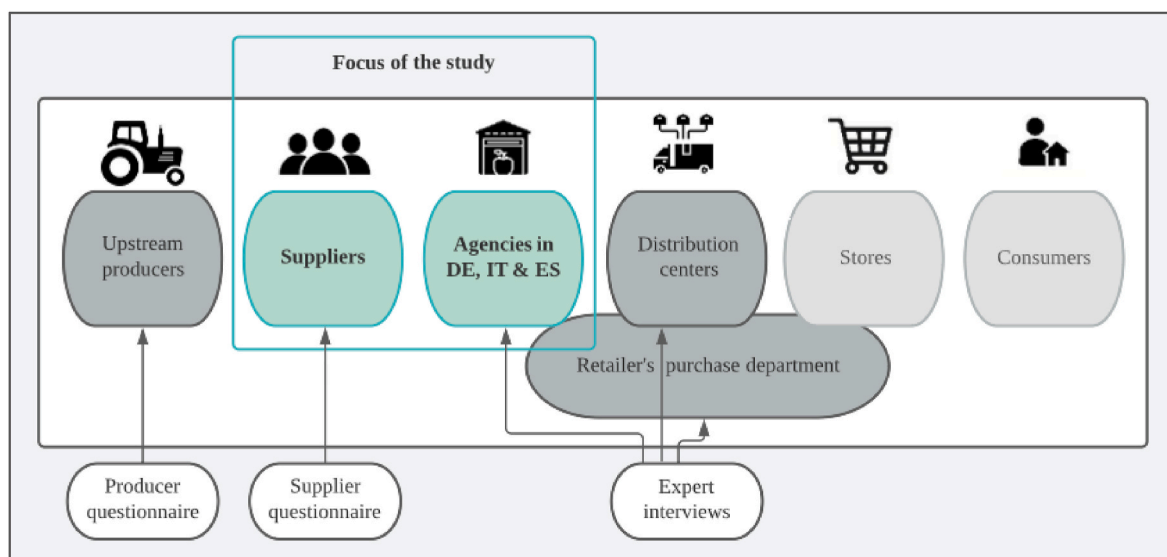 Focus of the study
Upstream
producers
Suppliers
Agencies in
DE, IT & ES
Distribution
centers
Stores
Consumers
Retailer's purchase department
Producer
questionnaire
Supplier
questionnaire
Expert
interviews